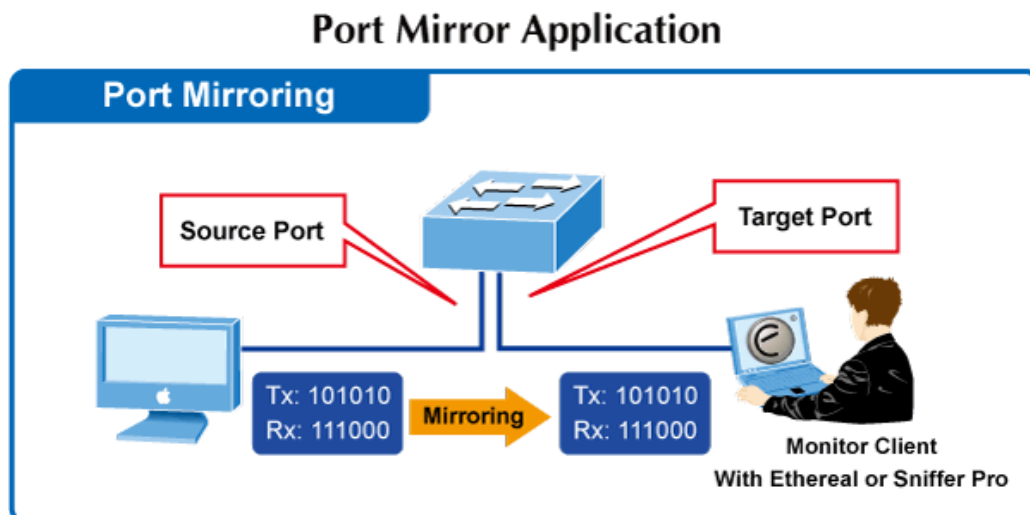 Port Mirror Application
Port Mirroring
Source Port
Target Port
Tx: 101010
Rx: 111000
Mirroring
Tx: 101010
Rx: 111000
Monitor Client
With Ethereal or Sniffer Pro